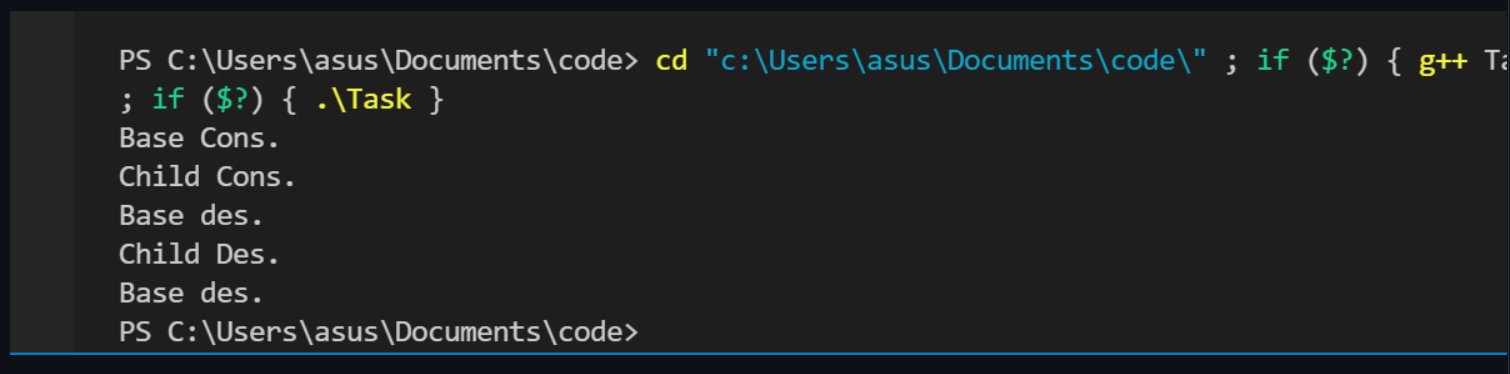 PS C:\Users\asus\Documents\code> cd "c:\Users\asus\Documents\code\" ; if ($?) { g++
; if ($?) { .\Task }
Base Cons.
Child Cons.
Base des.
Child Des.
Base des.
PS C:\Users\asus\Documents\code>